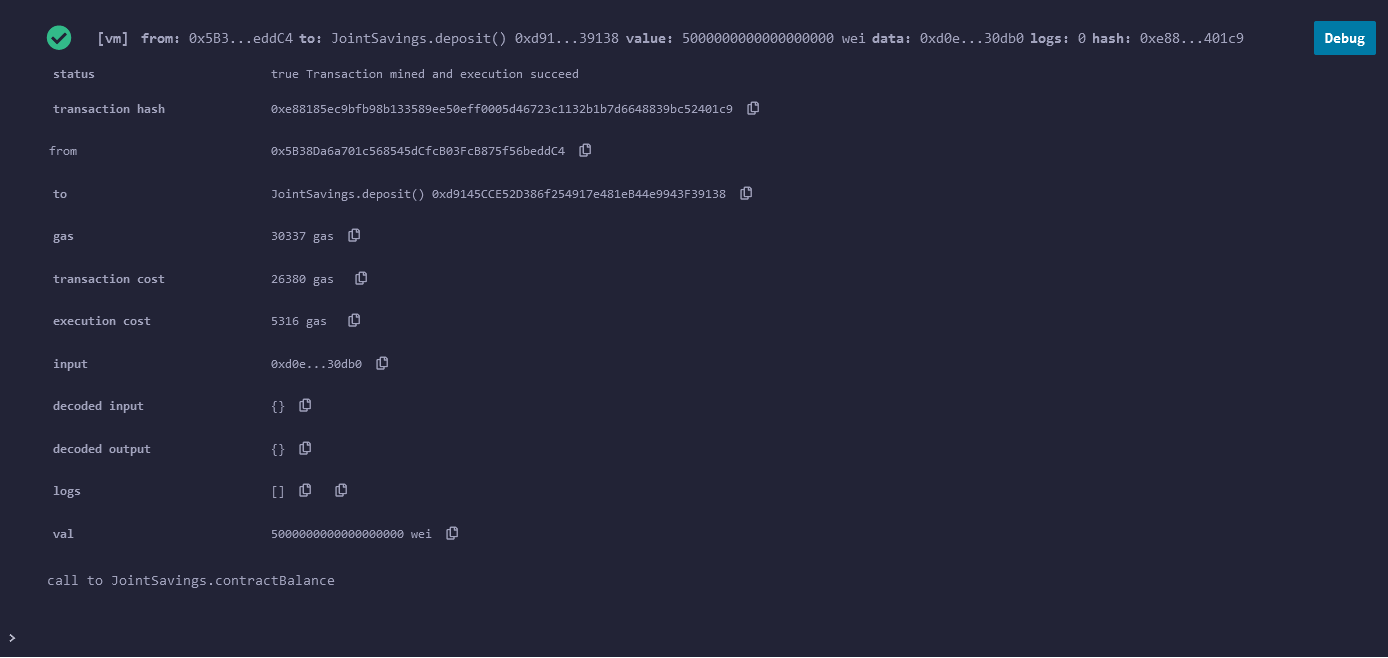 [vm] from: 0x5B3...eddC4 to: JointSavings.deposit() 0xd91...39138 value: 5000000000000000000 wei data: 0xd0e...30db0 logs: 0 hash: 0xe88...401c9 Debug
status true Transaction mined and execution succeed
transaction hash 0xe88185ec9bfb98b133589ee50eff0005d46723c1132b1b7d6648839bc52401c9
from 0x5B38Da6a701c568545dCfcB03FcB875f56beddC4
to JointSavings.deposit() 0xd9145CCE52D386f254917e481eB44e9943F39138
gas 30337 gas
transaction cost 26380 gas
execution cost 5316 gas
input 0xd0e...30db0
decoded input {}
decoded output {}
logs []
val 5000000000000000000 wei
call to JointSavings.contractBalance
>